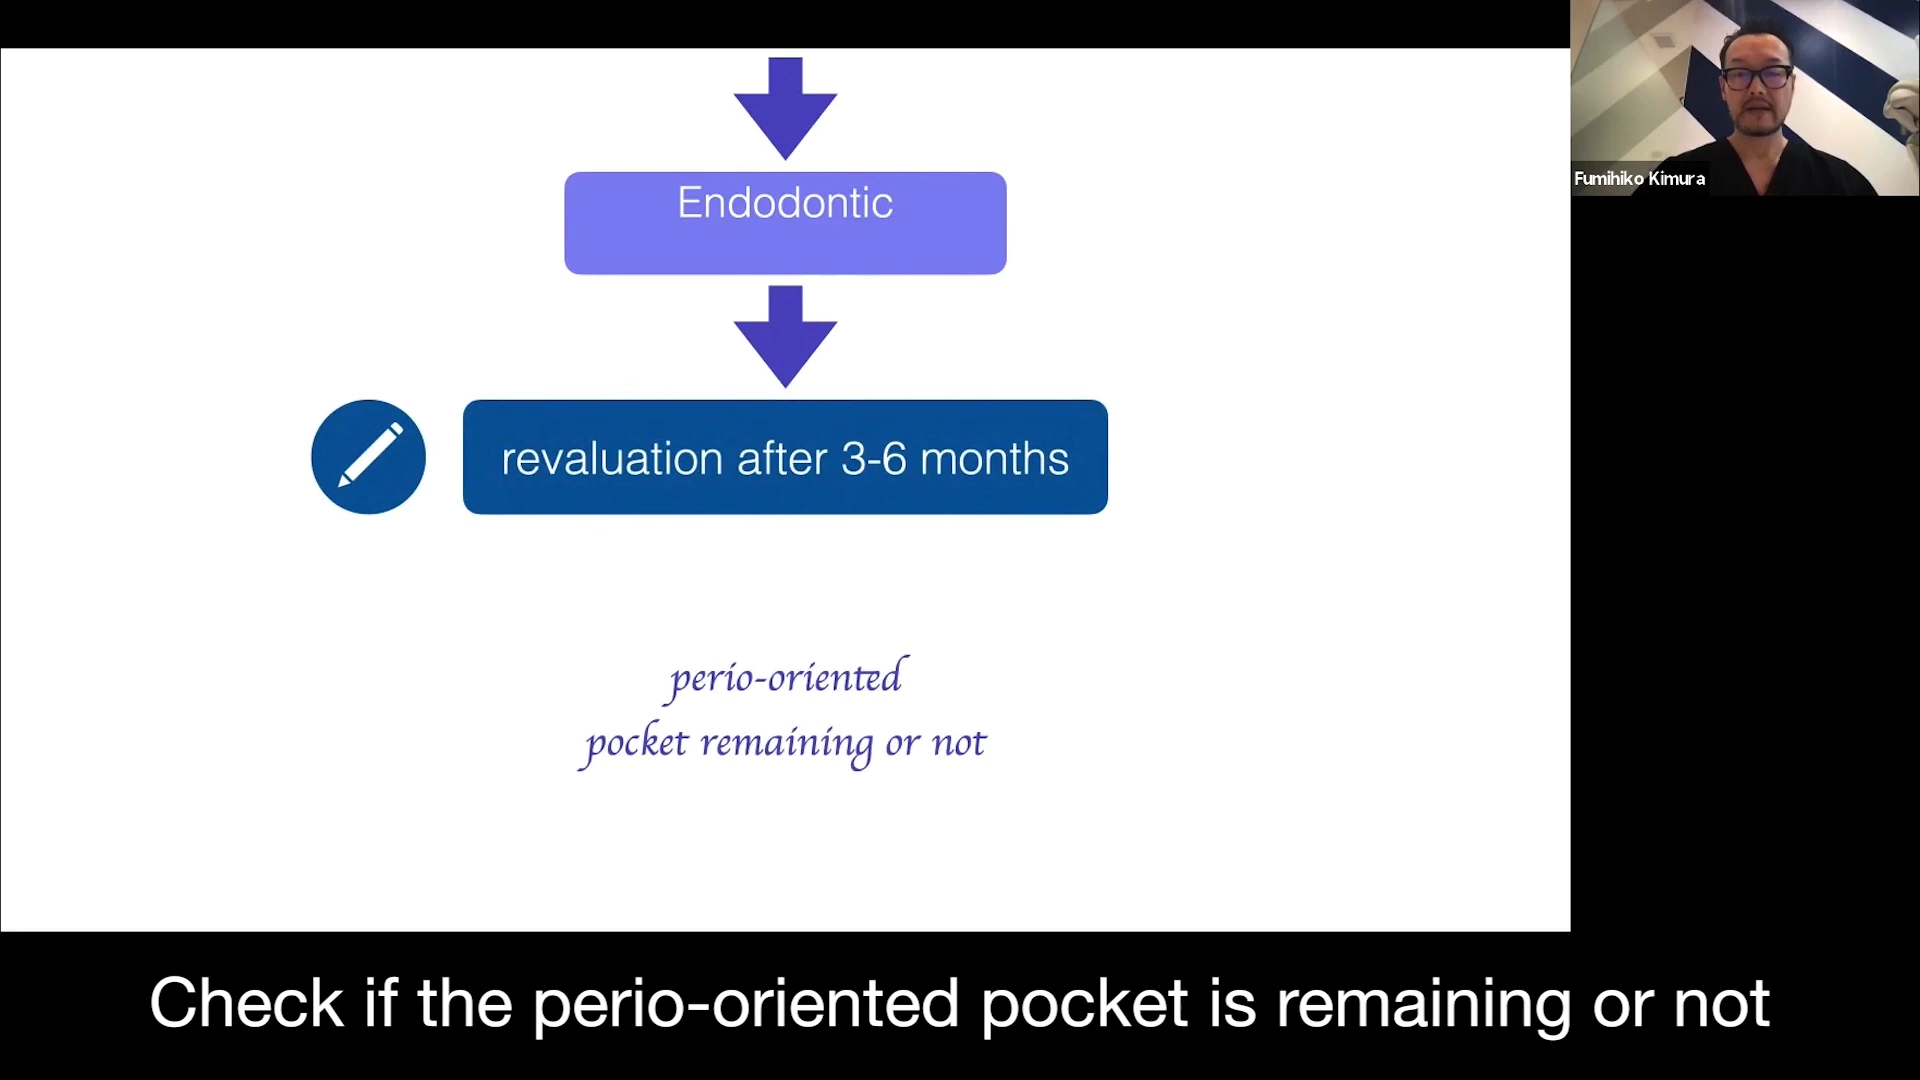 Endodontic
revaluation after 3-6 months
perio-oriented
pocket remaining or not
Fumihiko Kimura
Check if the perio-oriented pocket is remaining or not